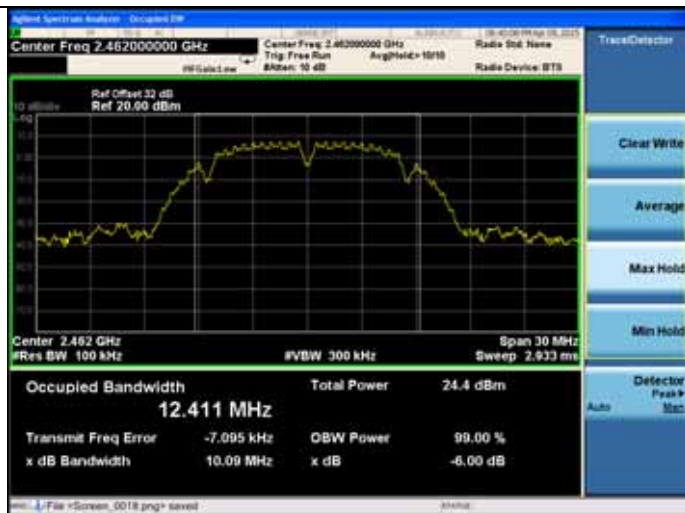 Agilent Spectrum Analyzer - Occupied BW
Center Freq 2.462000000 GHz
Center Freq: 2.462000000 GHz
Trig: Free Run Avg|Hold:> 10/10
#IFGain:Low #Atten: 10 dB
Radio Std: None
Radio Device: BTS
Trace/Detector
Ref Offset 32 dB
10 dB/div Ref 20.00 dBm
Log
Clear Write
Average
Max Hold
Min Hold
Center 2.462 GHz Span 30 MHz
#Res BW 100 kHz #VBW 300 kHz Sweep 2.933 ms
Detector
Peak▶
Auto Man
Occupied Bandwidth Total Power 24.4 dBm
12.411 MHz
Transmit Freq Error -7.095 kHz OBW Power 99.00 %
x dB Bandwidth 10.09 MHz x dB -6.00 dB
MSG File <Screen_0018.png> saved STATUS